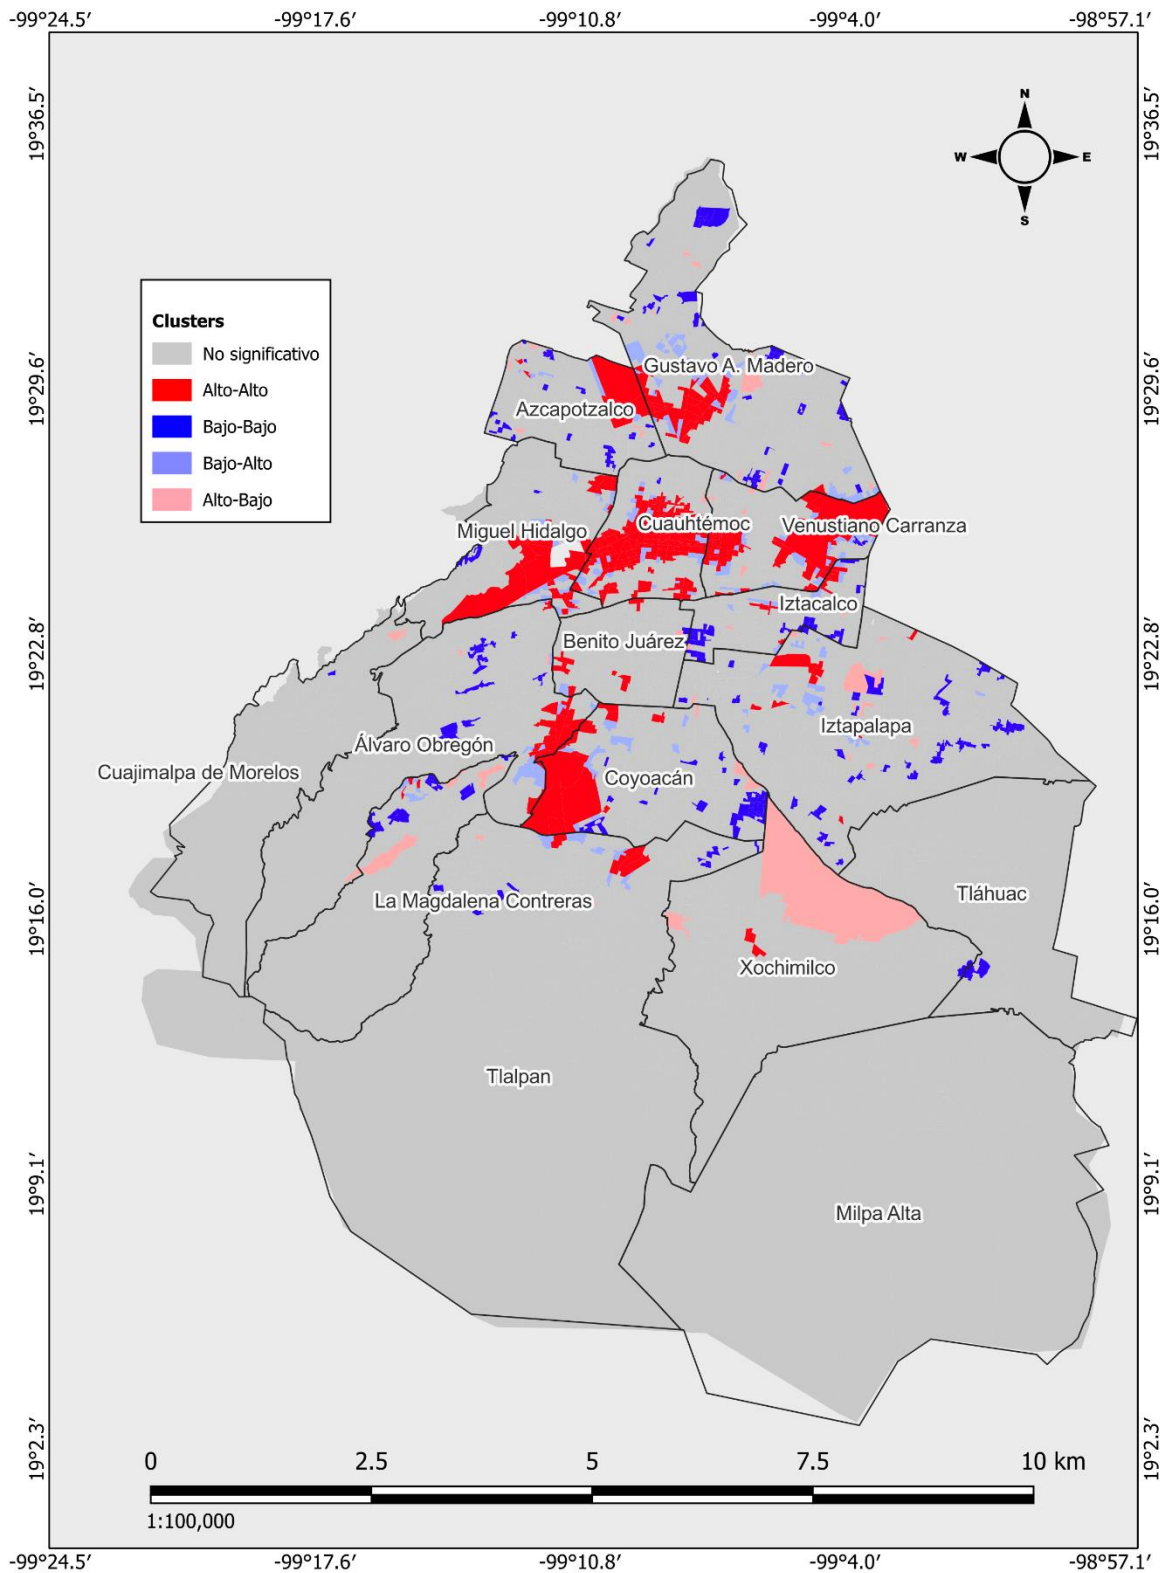 -99°24.5′ -99°17.6′ -99°10.8′ -99°4.0′ -98°57.1′
19°36.5′
19°36.5′
N
W E
S
Clusters
No significativo
Alto-Alto
Bajo-Bajo
Bajo-Alto
Alto-Bajo
19°29.6′
19°29.6′
Gustavo A. Madero
Azcapotzalco
Cuauhtémoc
Venustiano Carranza
Miguel Hidalgo
Iztacalco
19°22.8′
19°22.8′
Benito Juárez
Iztapalapa
Álvaro Obregón
Cuajimalpa de Morelos
Coyoacán
Tláhuac
La Magdalena Contreras
19°16.0′
19°16.0′
Xochimilco
Tlalpan
19°9.1′
19°9.1′
Milpa Alta
19°2.3′
19°2.3′
0 2.5 5 7.5 10 km
1:100,000
-99°24.5′ -99°17.6′ -99°10.8′ -99°4.0′ -98°57.1′